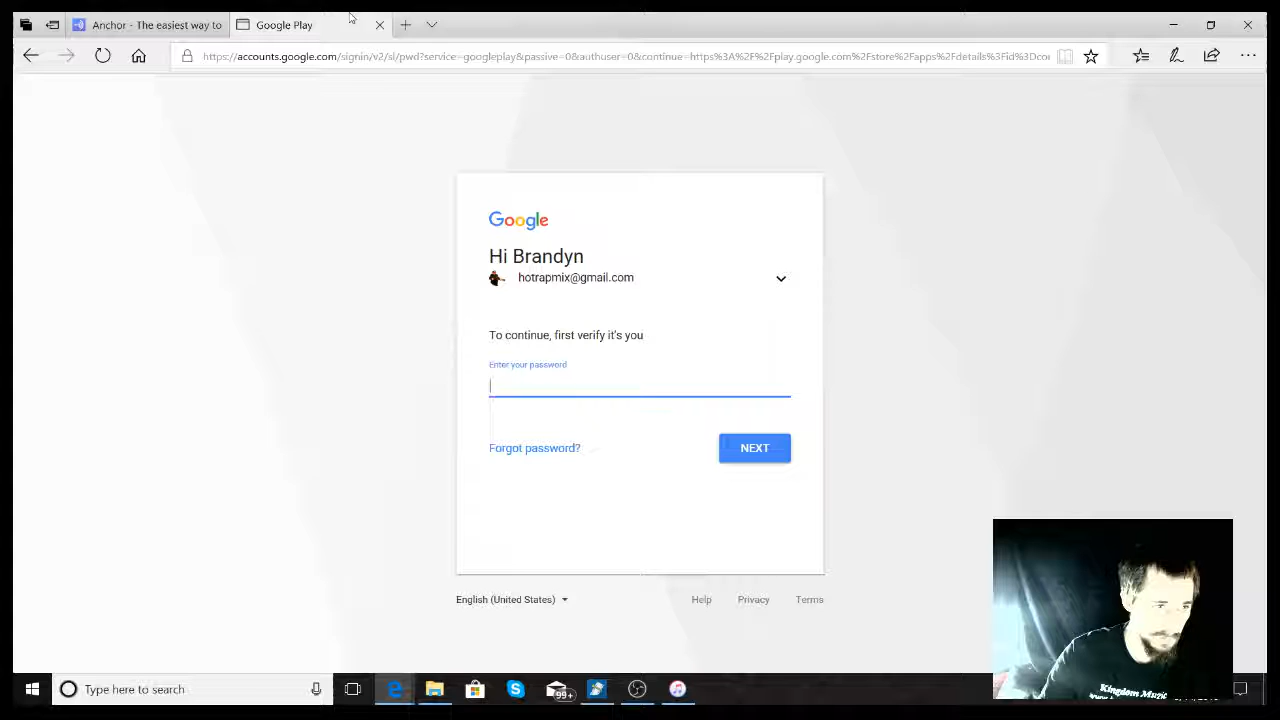 Anchor - The easiest way to
Google Play
https://accounts.google.com/signin/v2/sl/pwd?service=googleplay&passive=0&authuser=0&continue=https%3A%2F%2Fplay.google.com%2Fstore%2Fapps%2Fdetails%3Fid%3Dcor
Google
Hi Brandyn
hotrapmix@gmail.com
To continue, first verify it's you
Enter your password
Forgot password?
NEXT
English (United States)
Help
Privacy
Terms
Type here to search
99+
Kingdom Muzic